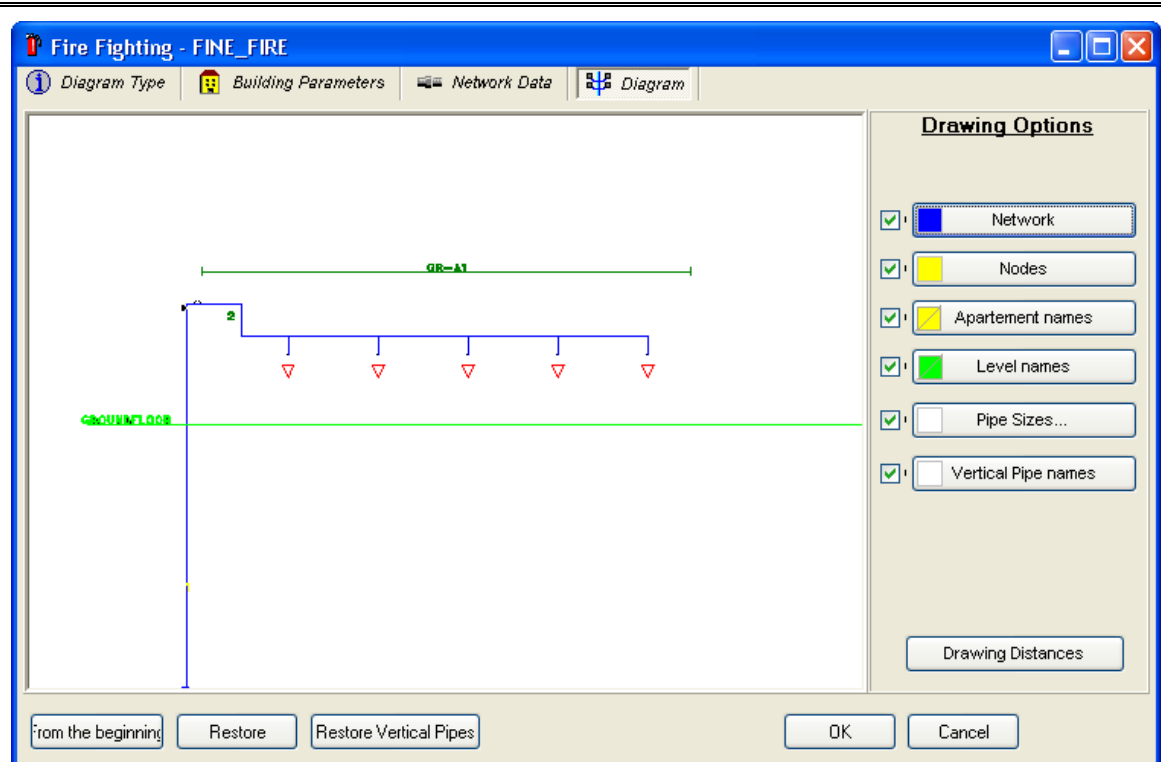 Fire Fighting - FINE_FIRE
Diagram Type Building Parameters Network Data Diagram
Drawing Options
Network
Nodes
Apartement names
Level names
Pipe Sizes...
Vertical Pipe names
GR-A1
2
GROUNDFLOOR
Drawing Distances
rom the beginning Restore Restore Vertical Pipes OK Cancel